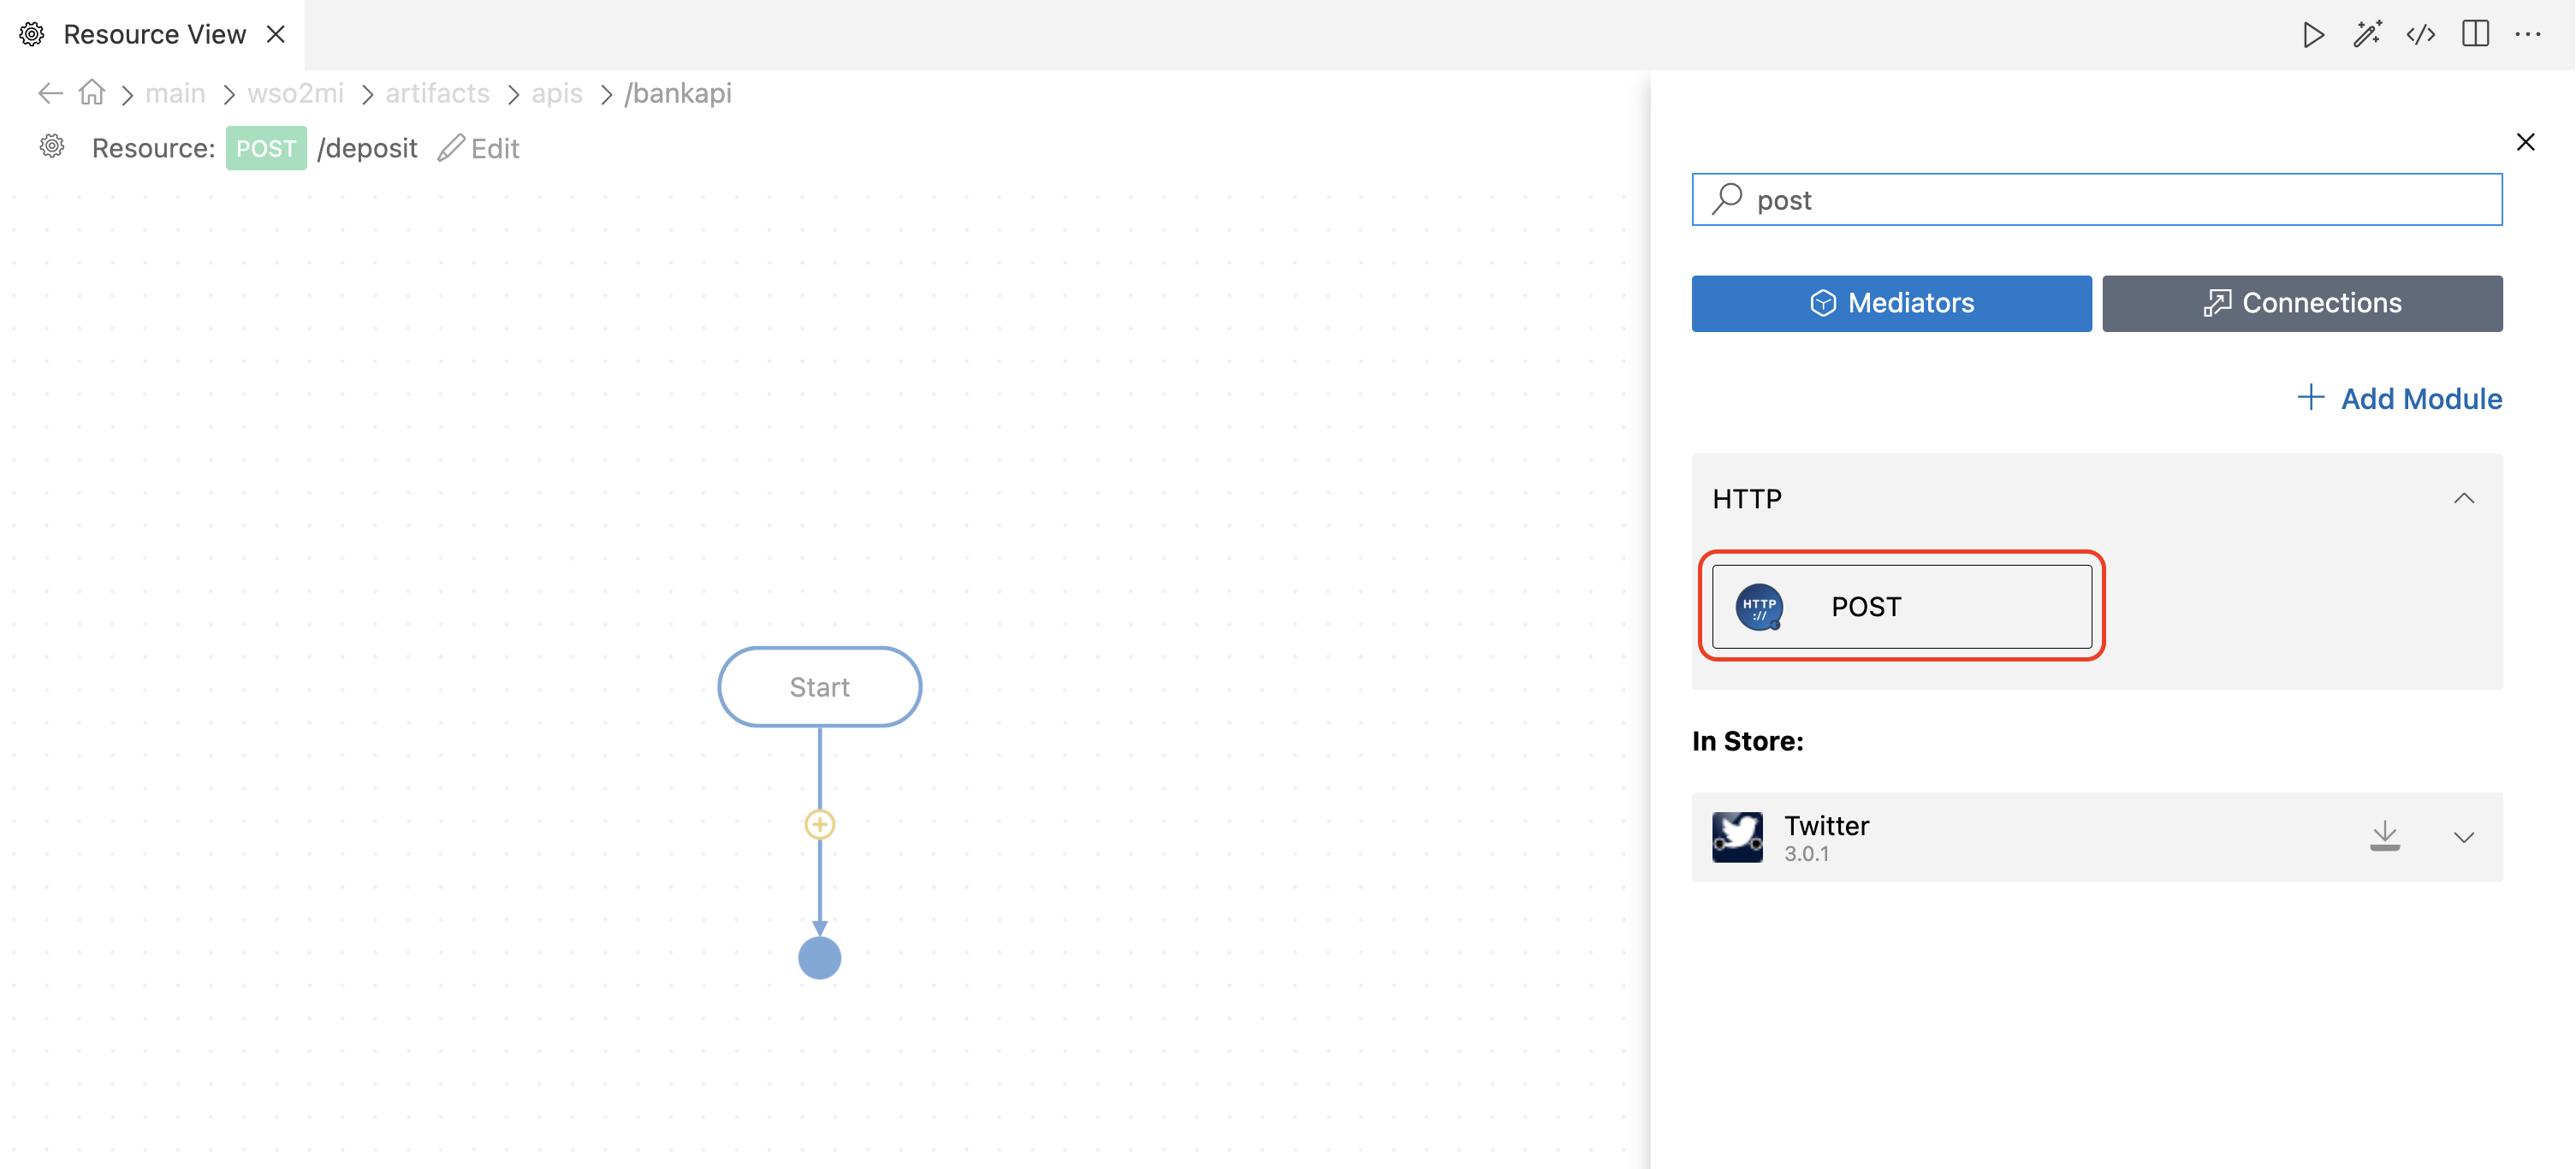 Resource View
main wso2mi artifacts apis /bankapi
Resource: POST /deposit Edit
Start
post
Mediators Connections
Add Module
HTTP
HTTP
://
POST
In Store:
Twitter
3.0.1